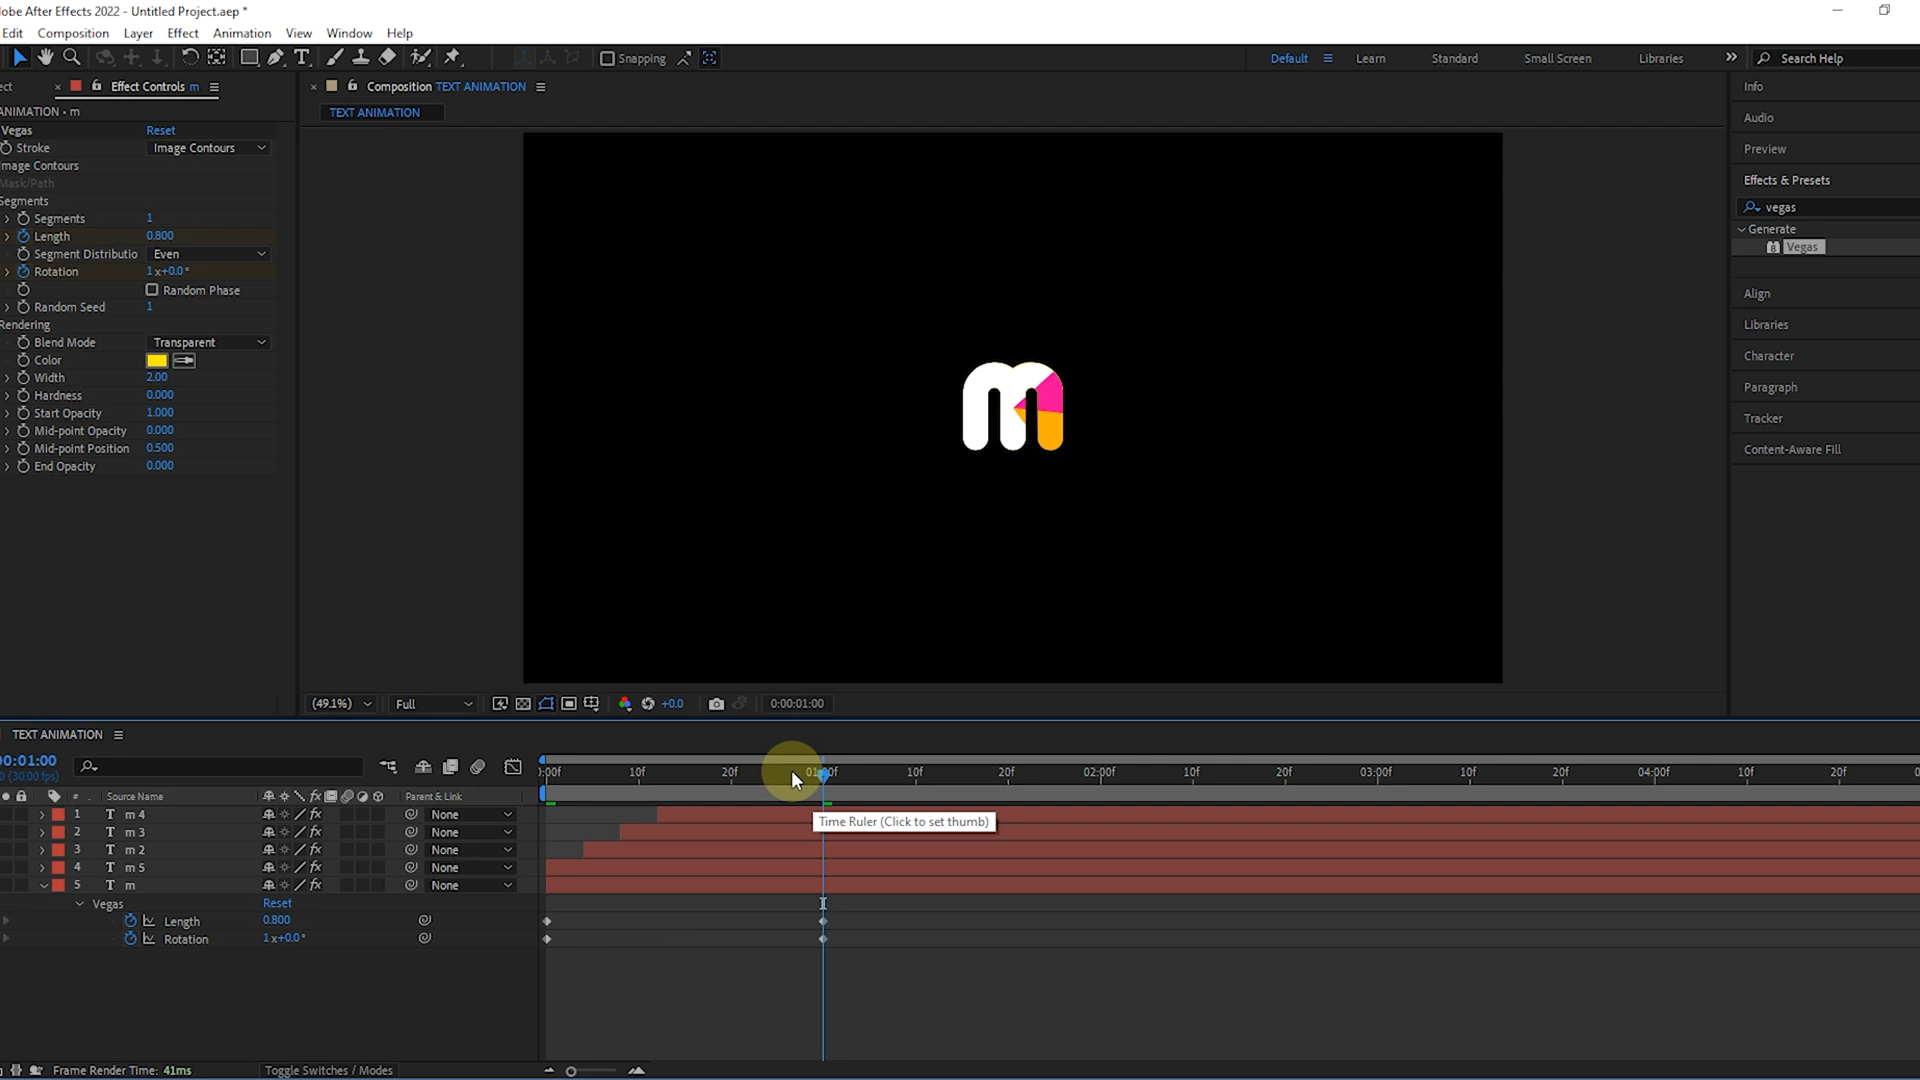 obe After Effects 2022 - Untitled Project.aep *
Edit Composition Layer Effect Animation View Window Help
Snapping Default Learn Standard Small Screen Libraries Search Help
ect Effect Controls m
ANIMATION • m
Vegas Reset
Stroke Image Contours
Image Contours
Mask/Path
Segments
Segments 1
Length 0.800
Segment Distributio Even
Rotation 1x+0.0°
Random Phase
Random Seed 1
Rendering
Blend Mode Transparent
Color
Width 2.00
Hardness 0.000
Start Opacity 1.000
Mid-point Opacity 0.000
Mid-point Position 0.500
End Opacity 0.000
Composition TEXT ANIMATION
TEXT ANIMATION
m
(49.1%) Full +0.0 0:00:01:00
Info
Audio
Preview
Effects & Presets
vegas
Generate
Vegas
Align
Libraries
Character
Paragraph
Tracker
Content-Aware Fill
TEXT ANIMATION
00:01:00
0 (30.00 fps)
# Source Name fx Parent & Link
):00f 10f 20f 01:00f 10f 20f 02:00f 10f 20f 03:00f 10f 20f 04:00f 10f 20f 0
1 T m 4 fx None
2 T m 3 fx None
3 T m 2 fx None
4 T m 5 fx None
5 T m fx None
Vegas Reset
Length 0.800
Rotation 1x+0.0°
Time Ruler (Click to set thumb)
Frame Render Time: 41ms Toggle Switches / Modes